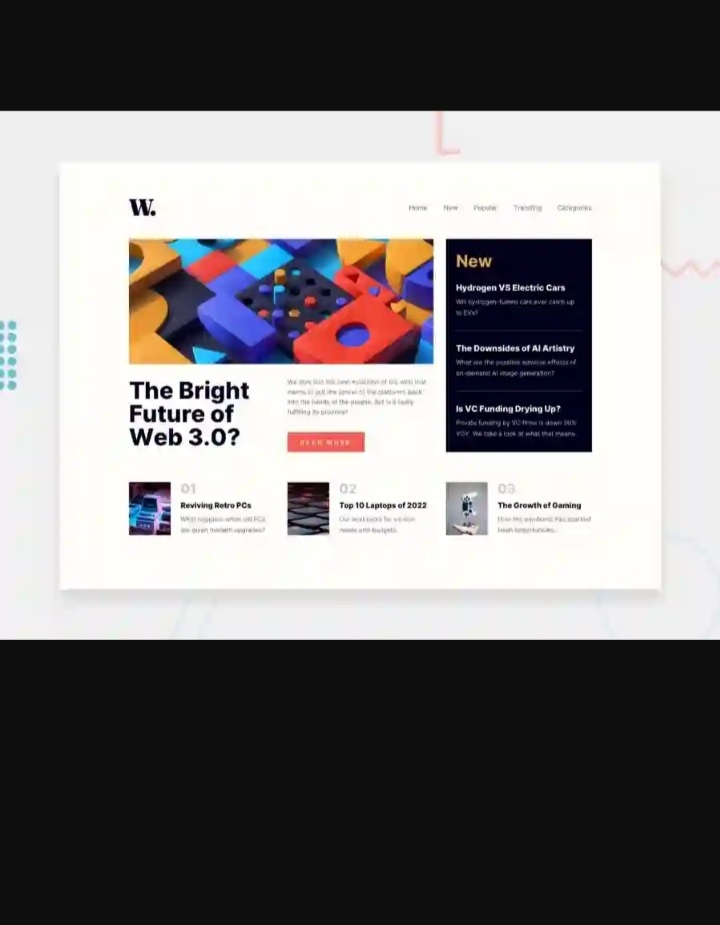 W.
Home New Popular Trending Categories
New
Hydrogen VS Electric Cars
Will hydrogen-fueled cars ever catch up
to EVs?
The Downsides of AI Artistry
What are the possible adverse effects of
on-demand AI image generation?
Is VC Funding Drying Up?
Private funding by VC firms is down 50%
YOY. We take a look at what that means.
The Bright
Future of
Web 3.0?
We dive into the next evolution of the web that
claims to put the power of the platforms back
into the hands of the people. But is it really
fulfilling its promise?
READ MORE
01
Reviving Retro PCs
What happens when old PCs
are given modern upgrades?
02
Top 10 Laptops of 2022
Our best picks for various
needs and budgets.
03
The Growth of Gaming
How the pandemic has sparked
fresh opportunities.